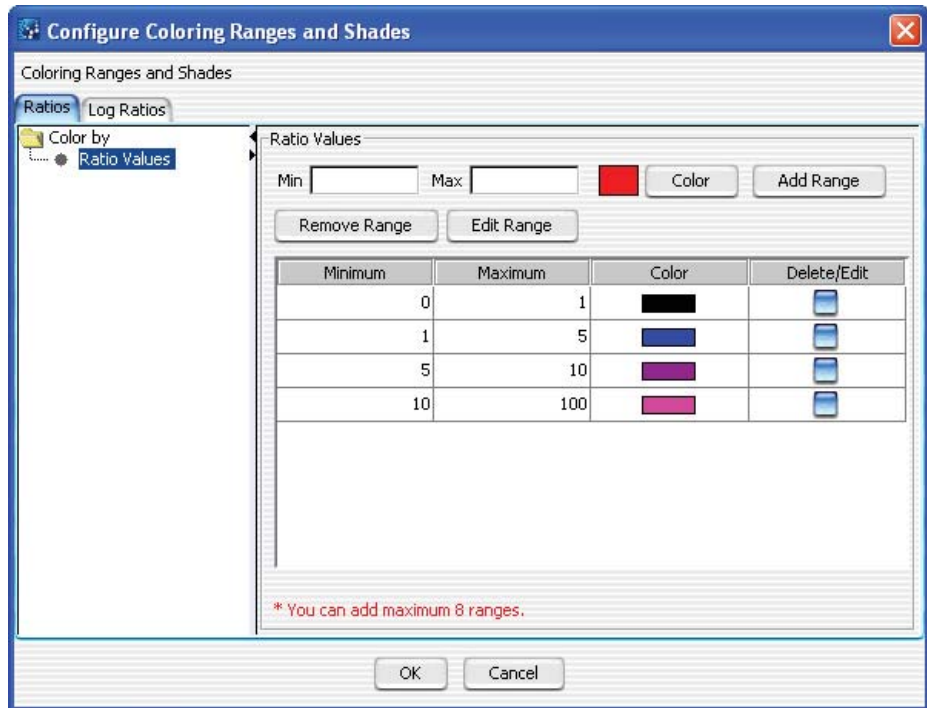 Configure Coloring Ranges and Shades
Coloring Ranges and Shades
Ratios Log Ratios
Color by
Ratio Values
Ratio Values
Min Max Color Add Range
Remove Range Edit Range
Minimum Maximum Color Delete/Edit
0 1
1 5
5 10
10 100
* You can add maximum 8 ranges.
OK Cancel